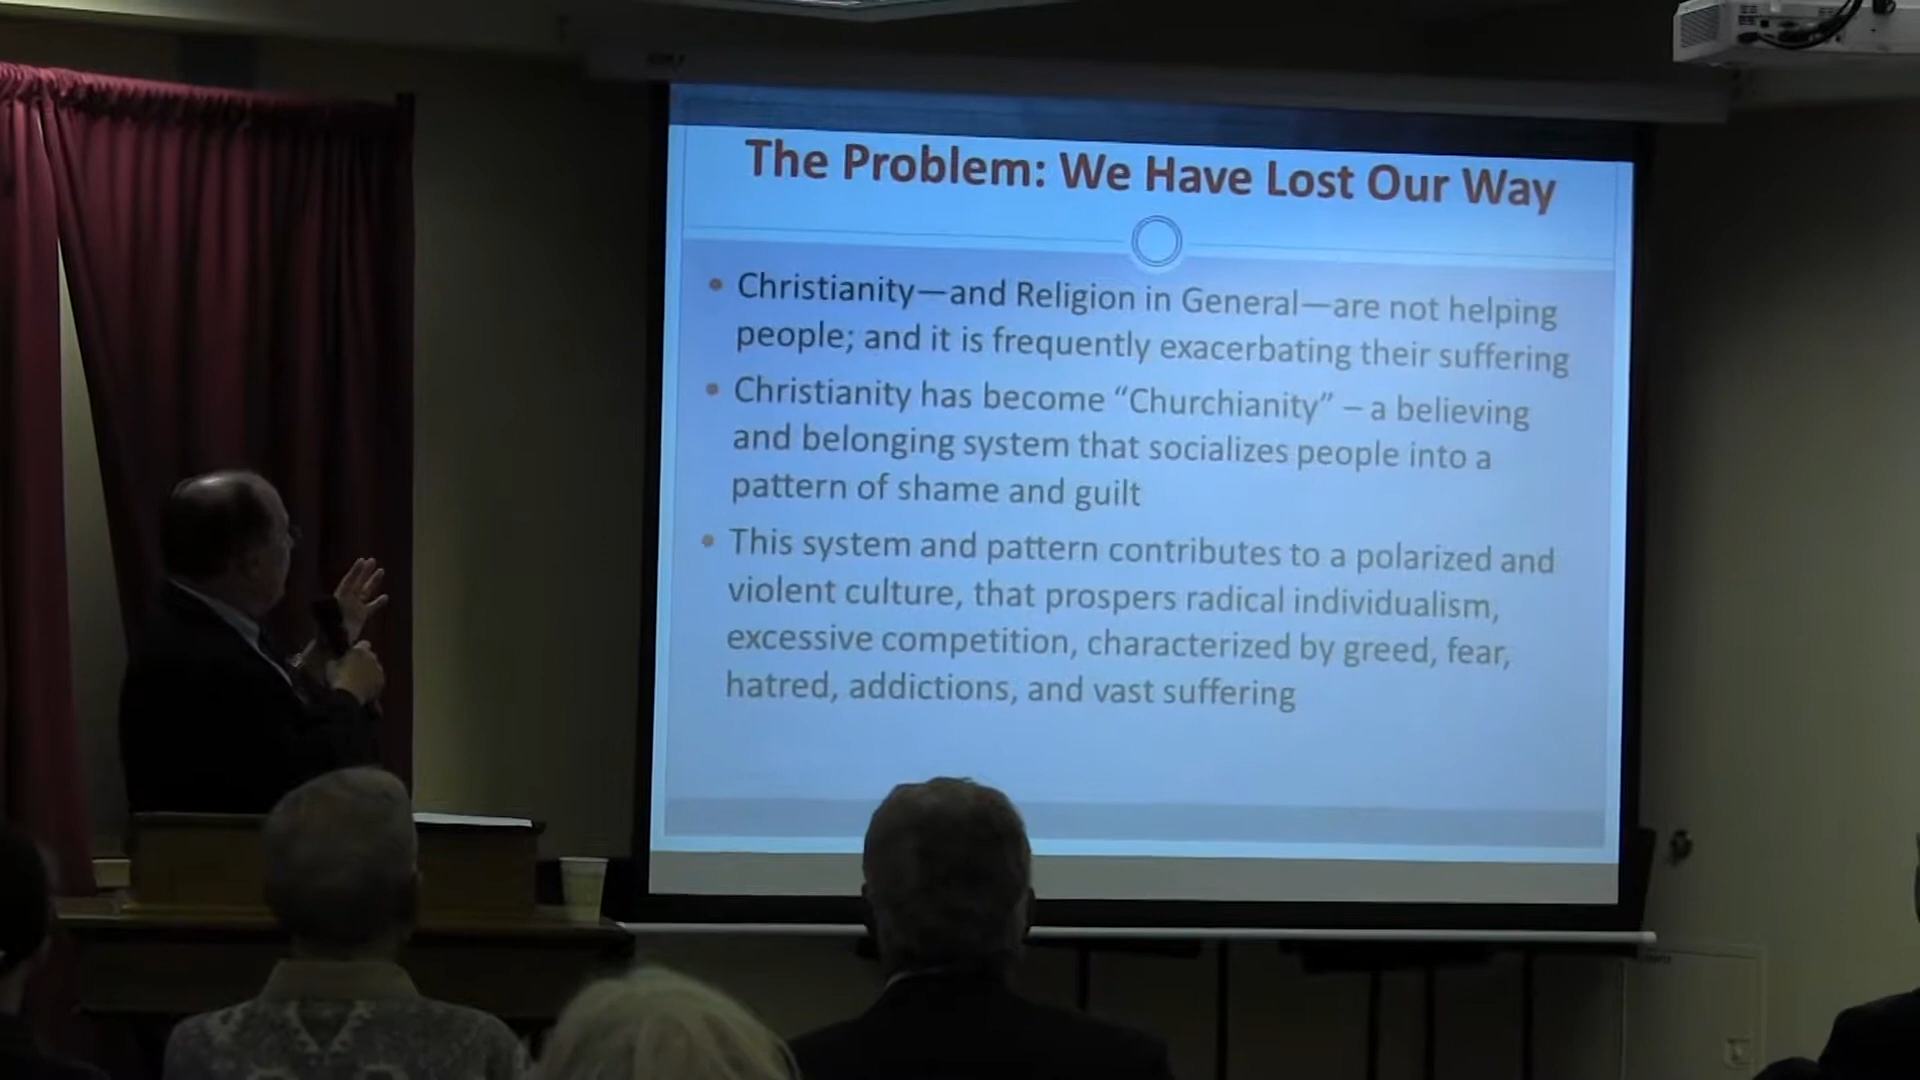 The Problem: We Have Lost Our Way
• Christianity—and Religion in General—are not helping
people; and it is frequently exacerbating their suffering
• Christianity has become “Churchianity” – a believing
and belonging system that socializes people into a
pattern of shame and guilt
• This system and pattern contributes to a polarized and
violent culture, that prospers radical individualism,
excessive competition, characterized by greed, fear,
hatred, addictions, and vast suffering